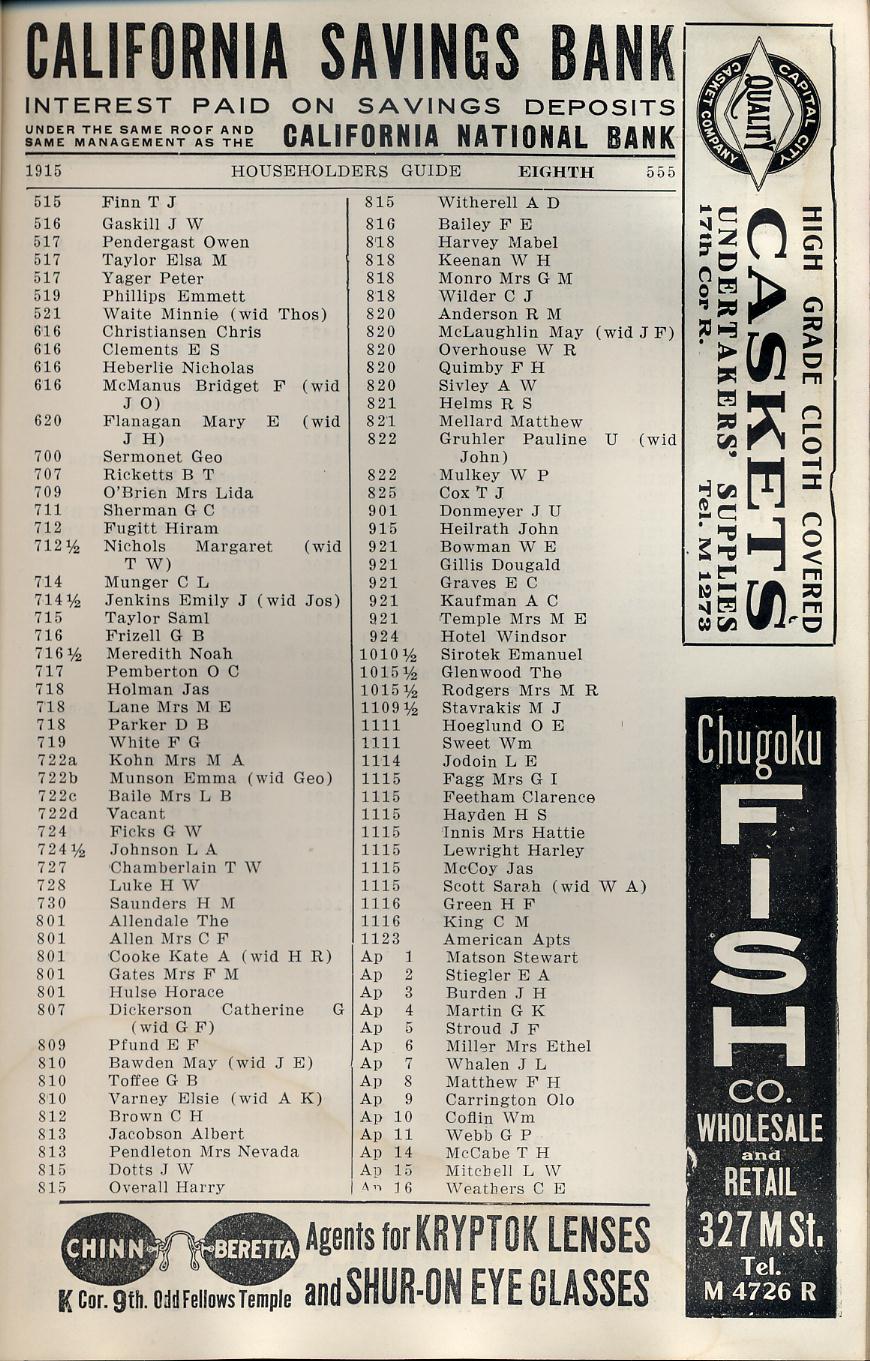 CALIFORNIA SAVINGS BANK
INTEREST PAID ON SAVINGS DEPOSITS
UNDER THE SAME ROOF AND
SAME MANAGEMENT AS THE
CALIFORNIA NATIONAL BANK
1915 HOUSEHOLDERS GUIDE EIGHTH 555
515 Finn T J
516 Gaskill J W
517 Pendergast Owen
517 Taylor Elsa M
517 Yager Peter
519 Phillips Emmett
521 Waite Minnie (wid Thos)
616 Christiansen Chris
616 Clements E S
616 Heberlie Nicholas
616 McManus Bridget F (wid
J O)
620 Flanagan Mary E (wid
J H)
700 Sermonet Geo
707 Ricketts B T
709 O'Brien Mrs Lida
711 Sherman G C
712 Fugitt Hiram
712½ Nichols Margaret (wid
T W)
714 Munger C L
714½ Jenkins Emily J (wid Jos)
715 Taylor Saml
716 Frizell G B
716½ Meredith Noah
717 Pemberton O C
718 Holman Jas
718 Lane Mrs M E
718 Parker D B
719 White F G
722a Kohn Mrs M A
722b Munson Emma (wid Geo)
722c Baile Mrs L B
722d Vacant
724 Ficks G W
724½ Johnson L A
727 Chamberlain T W
728 Luke H W
730 Saunders H M
801 Allendale The
801 Allen Mrs C F
801 Cooke Kate A (wid H R)
801 Gates Mrs F M
801 Hulse Horace
807 Dickerson Catherine G
(wid G F)
809 Pfund E F
810 Bawden May (wid J E)
810 Toffee G B
810 Varney Elsie (wid A K)
812 Brown C H
813 Jacobson Albert
813 Pendleton Mrs Nevada
815 Dotts J W
815 Overall Harry
815 Witherell A D
816 Bailey F E
818 Harvey Mabel
818 Keenan W H
818 Monro Mrs G M
818 Wilder C J
820 Anderson R M
820 McLaughlin May (wid J F)
820 Overhouse W R
820 Quimby F H
820 Sivley A W
821 Helms R S
821 Mellard Matthew
822 Gruhler Pauline U (wid
John)
822 Mulkey W P
825 Cox T J
901 Donmeyer J U
915 Heilrath John
921 Bowman W E
921 Gillis Dougald
921 Graves E C
921 Kaufman A C
921 Temple Mrs M E
924 Hotel Windsor
1010½ Sirotek Emanuel
1015½ Glenwood The
1015½ Rodgers Mrs M R
1109½ Stavrakis M J
1111 Hoeglund O E
1111 Sweet Wm
1114 Jodoin L E
1115 Fagg Mrs G I
1115 Feetham Clarence
1115 Hayden H S
1115 Innis Mrs Hattie
1115 Lewright Harley
1115 McCoy Jas
1115 Scott Sarah (wid W A)
1116 Green H F
1116 King C M
1123 American Apts
Ap 1 Matson Stewart
Ap 2 Stiegler E A
Ap 3 Burden J H
Ap 4 Martin G K
Ap 5 Stroud J F
Ap 6 Miller Mrs Ethel
Ap 7 Whalen J L
Ap 8 Matthew F H
Ap 9 Carrington Olo
Ap 10 Coflin Wm
Ap 11 Webb G P
Ap 14 McCabe T H
Ap 15 Mitchell L W
Ap 16 Weathers C E
CAPITAL CITY
CASKET COMPANY
QUALITY
HIGH GRADE CLOTH COVERED
CASKETS
UNDERTAKERS' SUPPLIES
17th Cor R. Tel. M 1273
Chugoku
FISH
CO.
WHOLESALE
and
RETAIL
327 M St.
Tel.
M 4726 R
CHINN BERETTA
K Cor. 9th. Odd Fellows Temple
Agents for KRYPTOK LENSES
and SHUR-ON EYE GLASSES